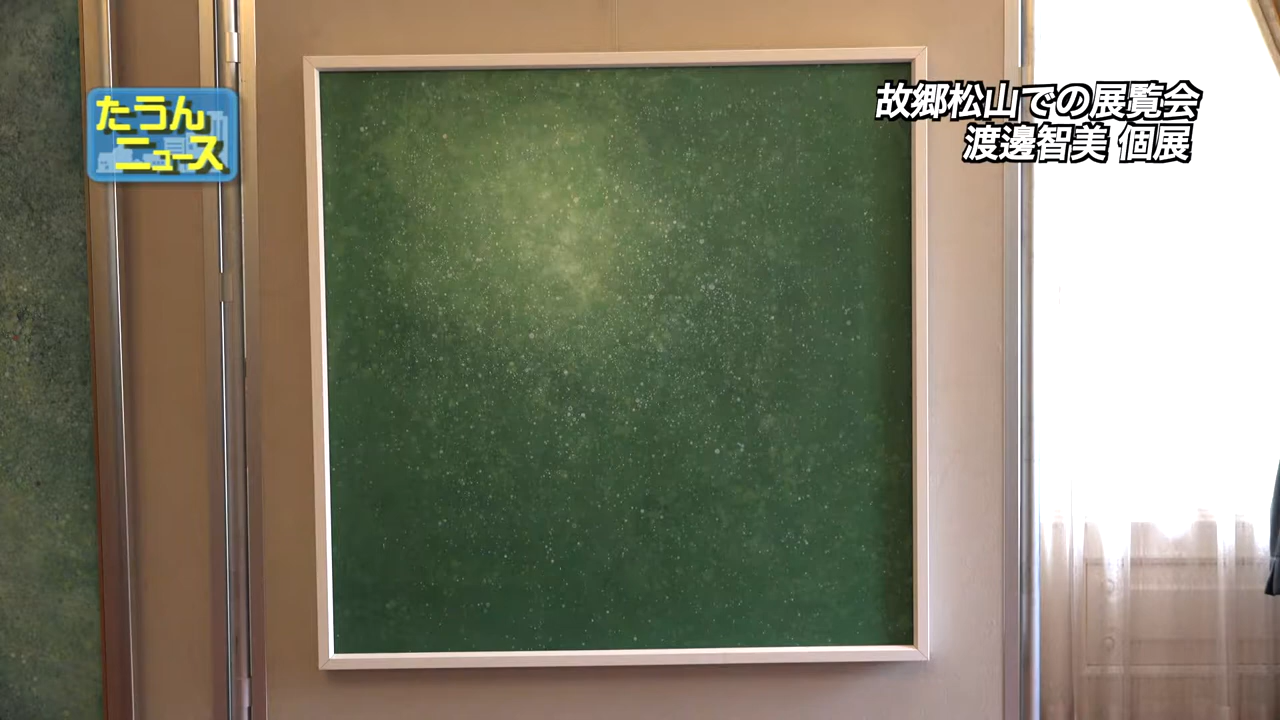 たうん
ニュース
故郷松山での展覧会
渡邊智美 個展